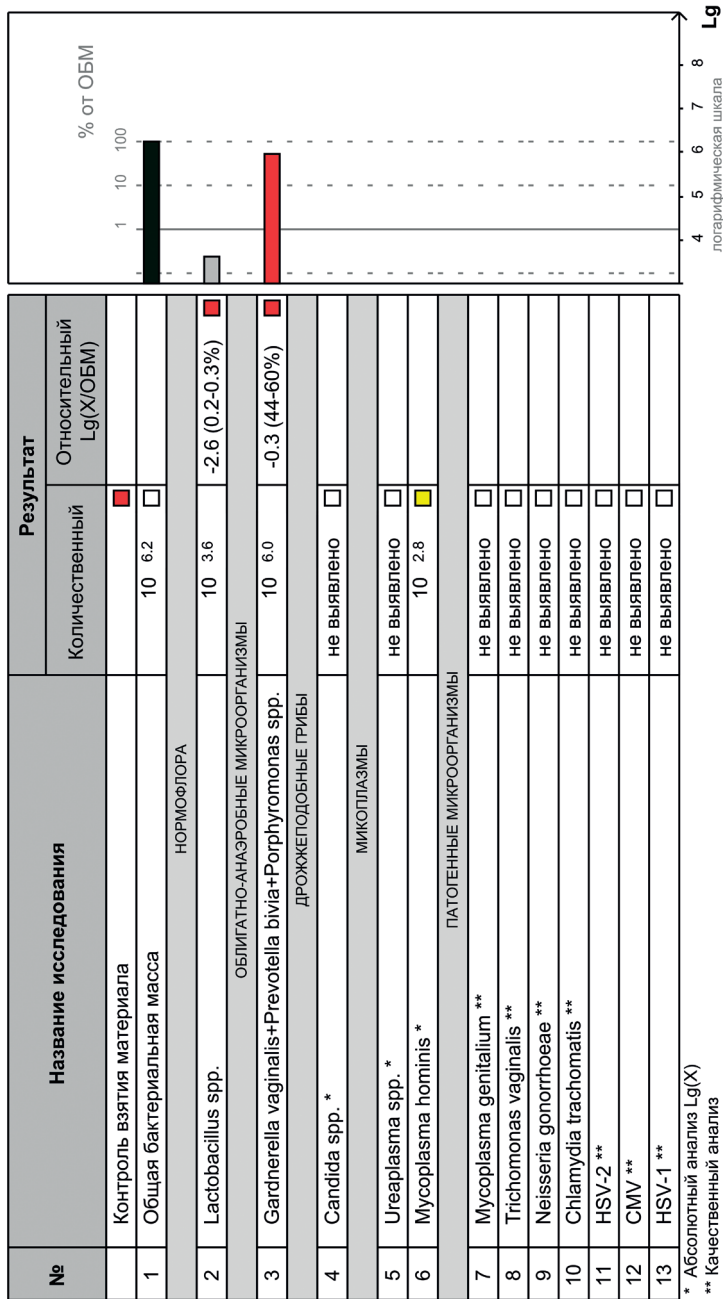 № Название исследования Результат
Количественный Относительный Lg(X/ОБМ) % от ОБМ
1 10 100
Контроль взятия материала
1 Общая бактериальная масса 10 6.2
НОРМОФЛОРА
2 Lactobacillus spp. 10 3.6 -2.6 (0.2-0.3%)
ОБЛИГАТНО-АНАЭРОБНЫЕ МИКРООРГАНИЗМЫ
3 Gardnerella vaginalis+Prevotella bivia+Porphyromonas spp. 10 6.0 -0.3 (44-60%)
ДРОЖЖЕПОДОБНЫЕ ГРИБЫ
4 Candida spp. * не выявлено
МИКОПЛАЗМЫ
5 Ureaplasma spp. * не выявлено
6 Mycoplasma hominis * 10 2.8
ПАТОГЕННЫЕ МИКРООРГАНИЗМЫ
7 Mycoplasma genitalium ** не выявлено
8 Trichomonas vaginalis ** не выявлено
9 Neisseria gonorrhoeae ** не выявлено
10 Chlamydia trachomatis ** не выявлено
11 HSV-2 ** не выявлено
12 CMV ** не выявлено
13 HSV-1 ** не выявлено
4 5 6 7 8 Lg
* Абсолютный анализ Lg(X) логарифмическая шкала
** Качественный анализ